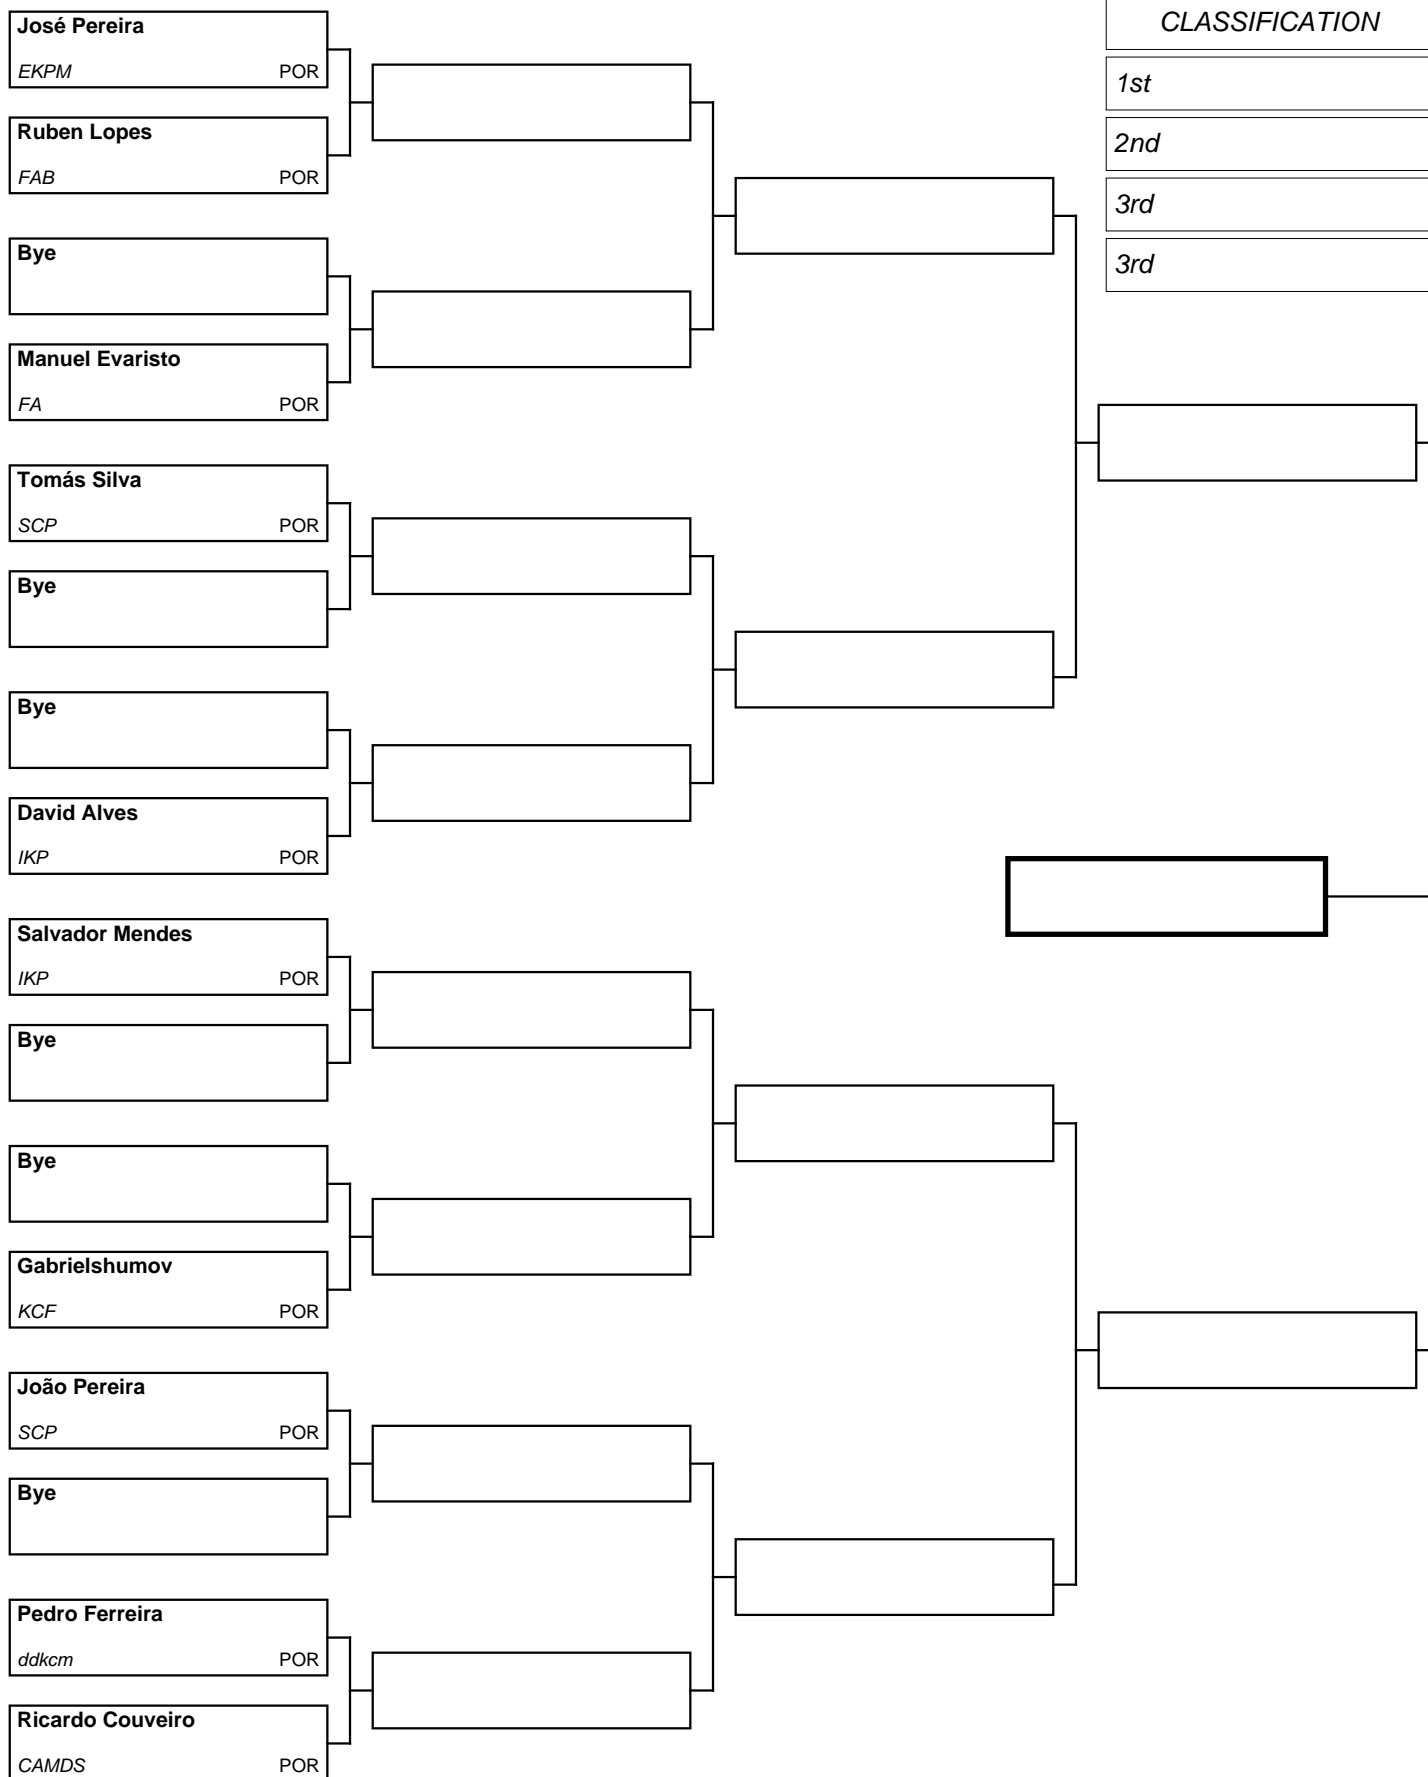 José Pereira
EKPM POR
Ruben Lopes
FAB POR
Bye
Manuel Evaristo
FA POR
Tomás Silva
SCP POR
Bye
Bye
David Alves
IKP POR
Salvador Mendes
IKP POR
Bye
Bye
Gabrielshumov
KCF POR
João Pereira
SCP POR
Bye
Pedro Ferreira
ddkcm POR
Ricardo Couveiro
CAMDS POR
CLASSIFICATION
1st
2nd
3rd
3rd